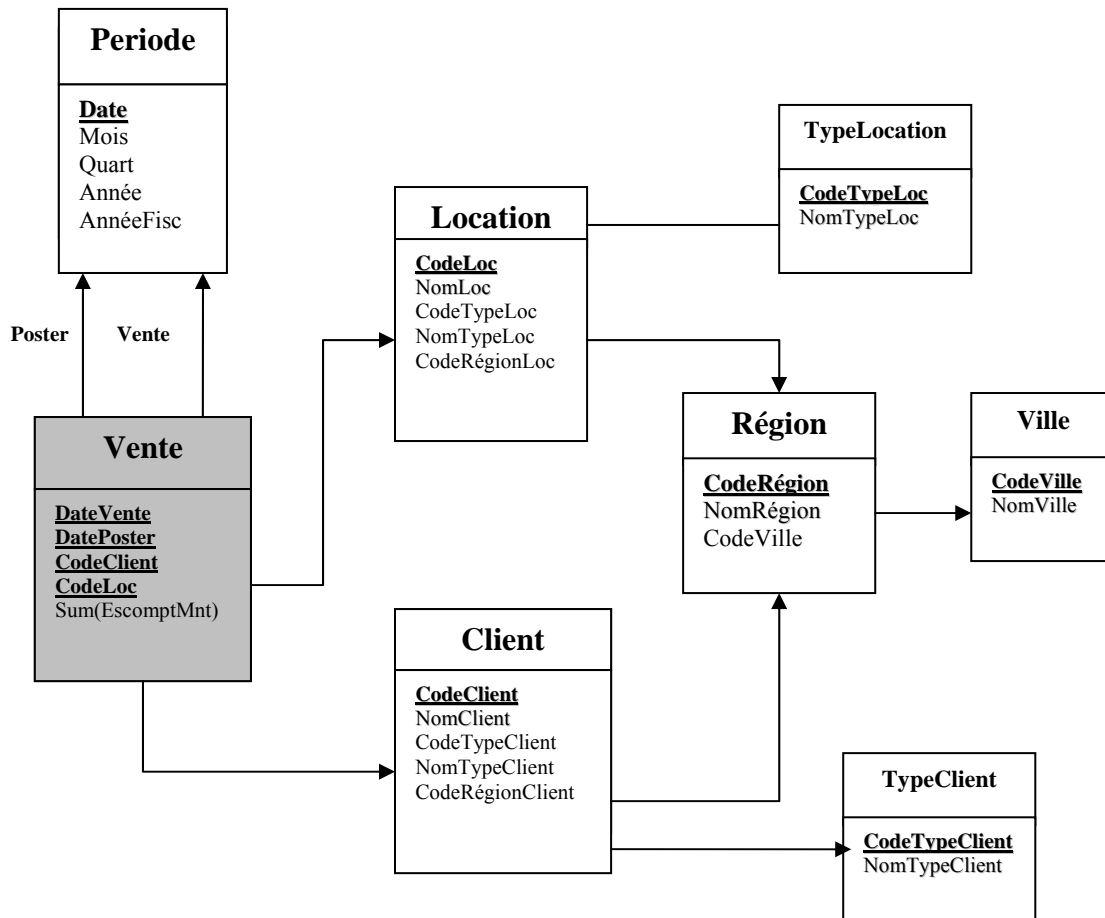 Periode
Date
Mois
Quart
Année
AnnéeFisc
Poster
Vente
Vente
DateVente
DatePoster
CodeClient
CodeLoc
Sum(EscomptMnt)
Location
CodeLoc
NomLoc
CodeTypeLoc
NomTypeLoc
CodeRégionLoc
TypeLocation
CodeTypeLoc
NomTypeLoc
Région
CodeRégion
NomRégion
CodeVille
Ville
CodeVille
NomVille
Client
CodeClient
NomClient
CodeTypeClient
NomTypeClient
CodeRégionClient
TypeClient
CodeTypeClient
NomTypeClient